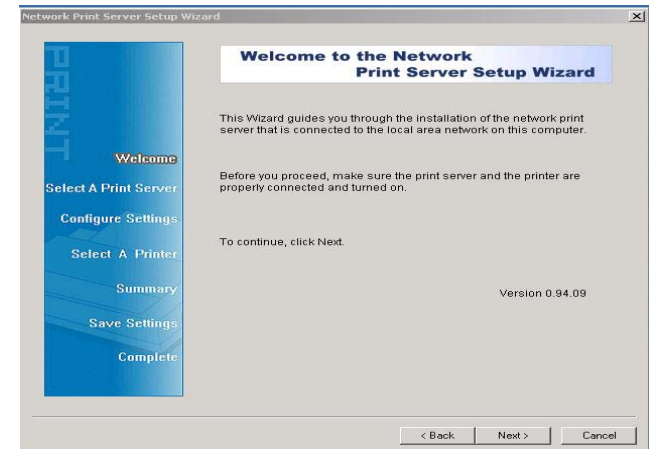 Network Print Server Setup Wizard
PRINT
Welcome
Select A Print Server
Configure Settings
Select A Printer
Summary
Save Settings
Complete
Welcome to the Network
Print Server Setup Wizard
This Wizard guides you through the installation of the network print
server that is connected to the local area network on this computer.
Before you proceed, make sure the print server and the printer are
properly connected and turned on.
To continue, click Next.
Version 0.94.09
< Back
Next >
Cancel